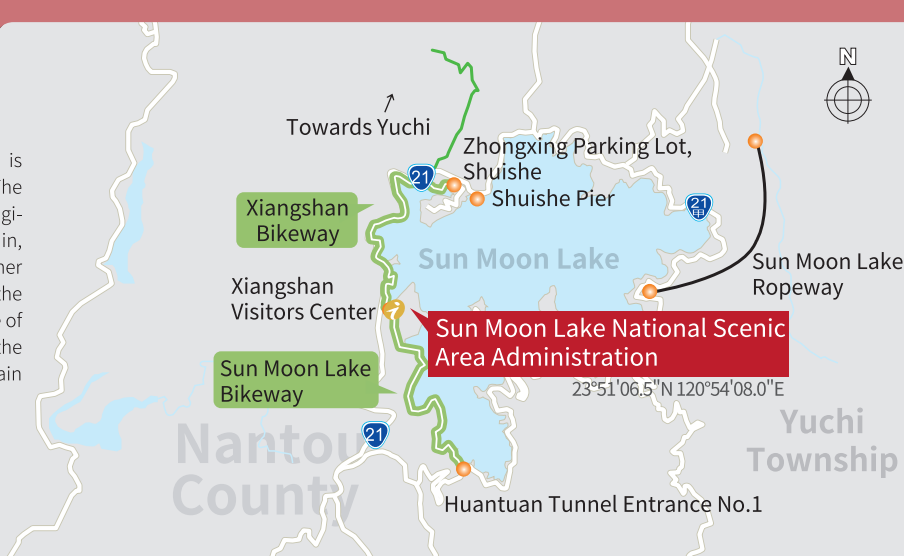 is
The
gi-
in,
her
the
e of
the
ain
N
Towards Yuchi
21
Zhongxing Parking Lot,
Shuishe
Shuishe Pier
21
甲
Xiangshan
Bikeway
Sun Moon Lake
Sun Moon Lake
Ropeway
Xiangshan
Visitors Center
Sun Moon Lake National Scenic
Area Administration
23°51'06.5"N 120°54'08.0"E
Sun Moon Lake
Bikeway
21
Nantou
County
Yuchi
Township
Huantuan Tunnel Entrance No.1